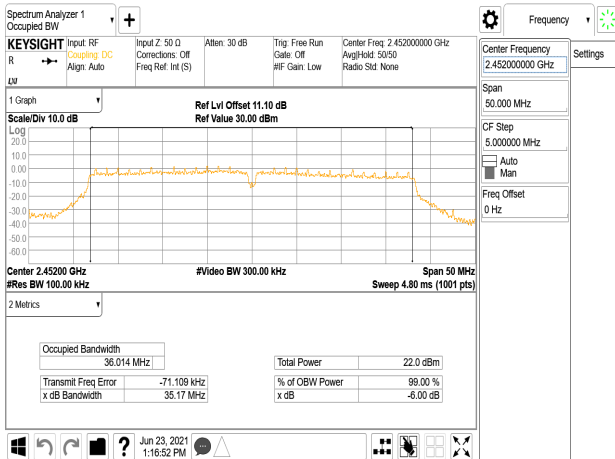 Spectrum Analyzer 1
Occupied BW
Frequency
KEYSIGHT
R
Input: RF
Coupling: DC
Align: Auto
Input Z: 50 Ω
Corrections: Off
Freq Ref: Int (S)
Atten: 30 dB
Trig: Free Run
Gate: Off
#IF Gain: Low
Center Freq: 2.452000000 GHz
Avg|Hold: 50/50
Radio Std: None
Center Frequency
2.452000000 GHz
Settings
Span
50.000 MHz
CF Step
5.000000 MHz
Auto
Man
Freq Offset
0 Hz
1 Graph
Ref Lvl Offset 11.10 dB
Scale/Div 10.0 dB
Ref Value 30.00 dBm
Log
20.0
10.0
0.00
-10.0
-20.0
-30.0
-40.0
-50.0
-60.0
Center 2.45200 GHz
#Video BW 300.00 kHz
Span 50 MHz
#Res BW 100.00 kHz
Sweep 4.80 ms (1001 pts)
2 Metrics
Occupied Bandwidth
36.014 MHz
Total Power
22.0 dBm
Transmit Freq Error
-71.109 kHz
% of OBW Power
99.00 %
x dB Bandwidth
35.17 MHz
x dB
-6.00 dB
?
Jun 23, 2021
1:16:52 PM